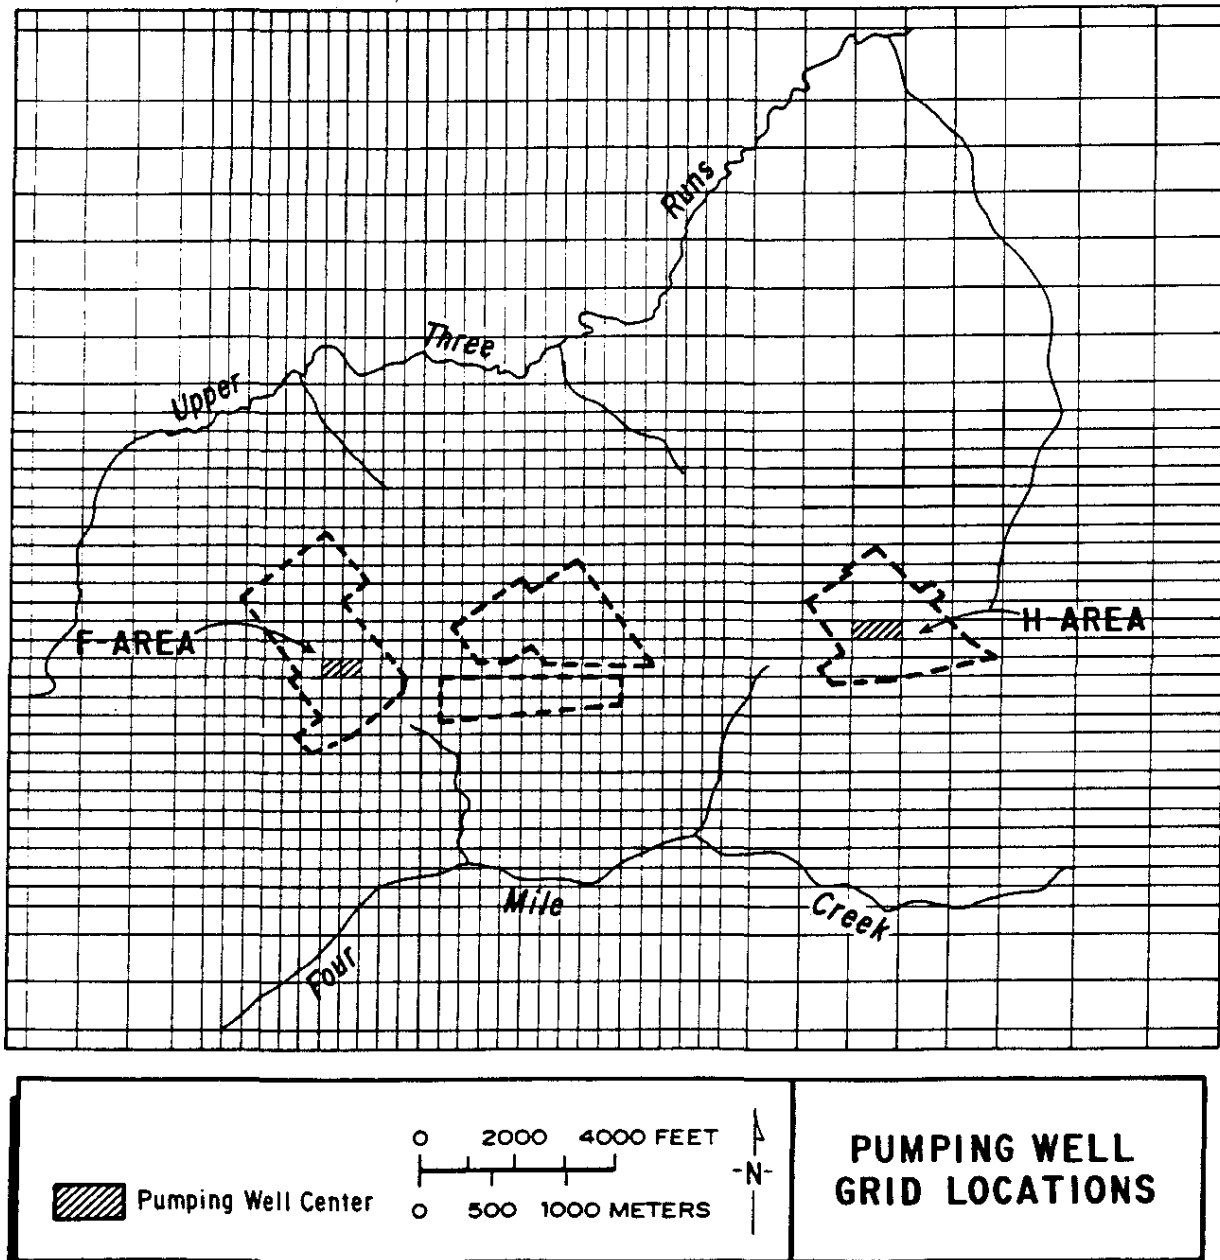 Runs
Three
Upper
F-AREA
H-AREA
Mile
Creek
Four
0 2000 4000 FEET
-N-
Pumping Well Center
0 500 1000 METERS
PUMPING WELL
GRID LOCATIONS